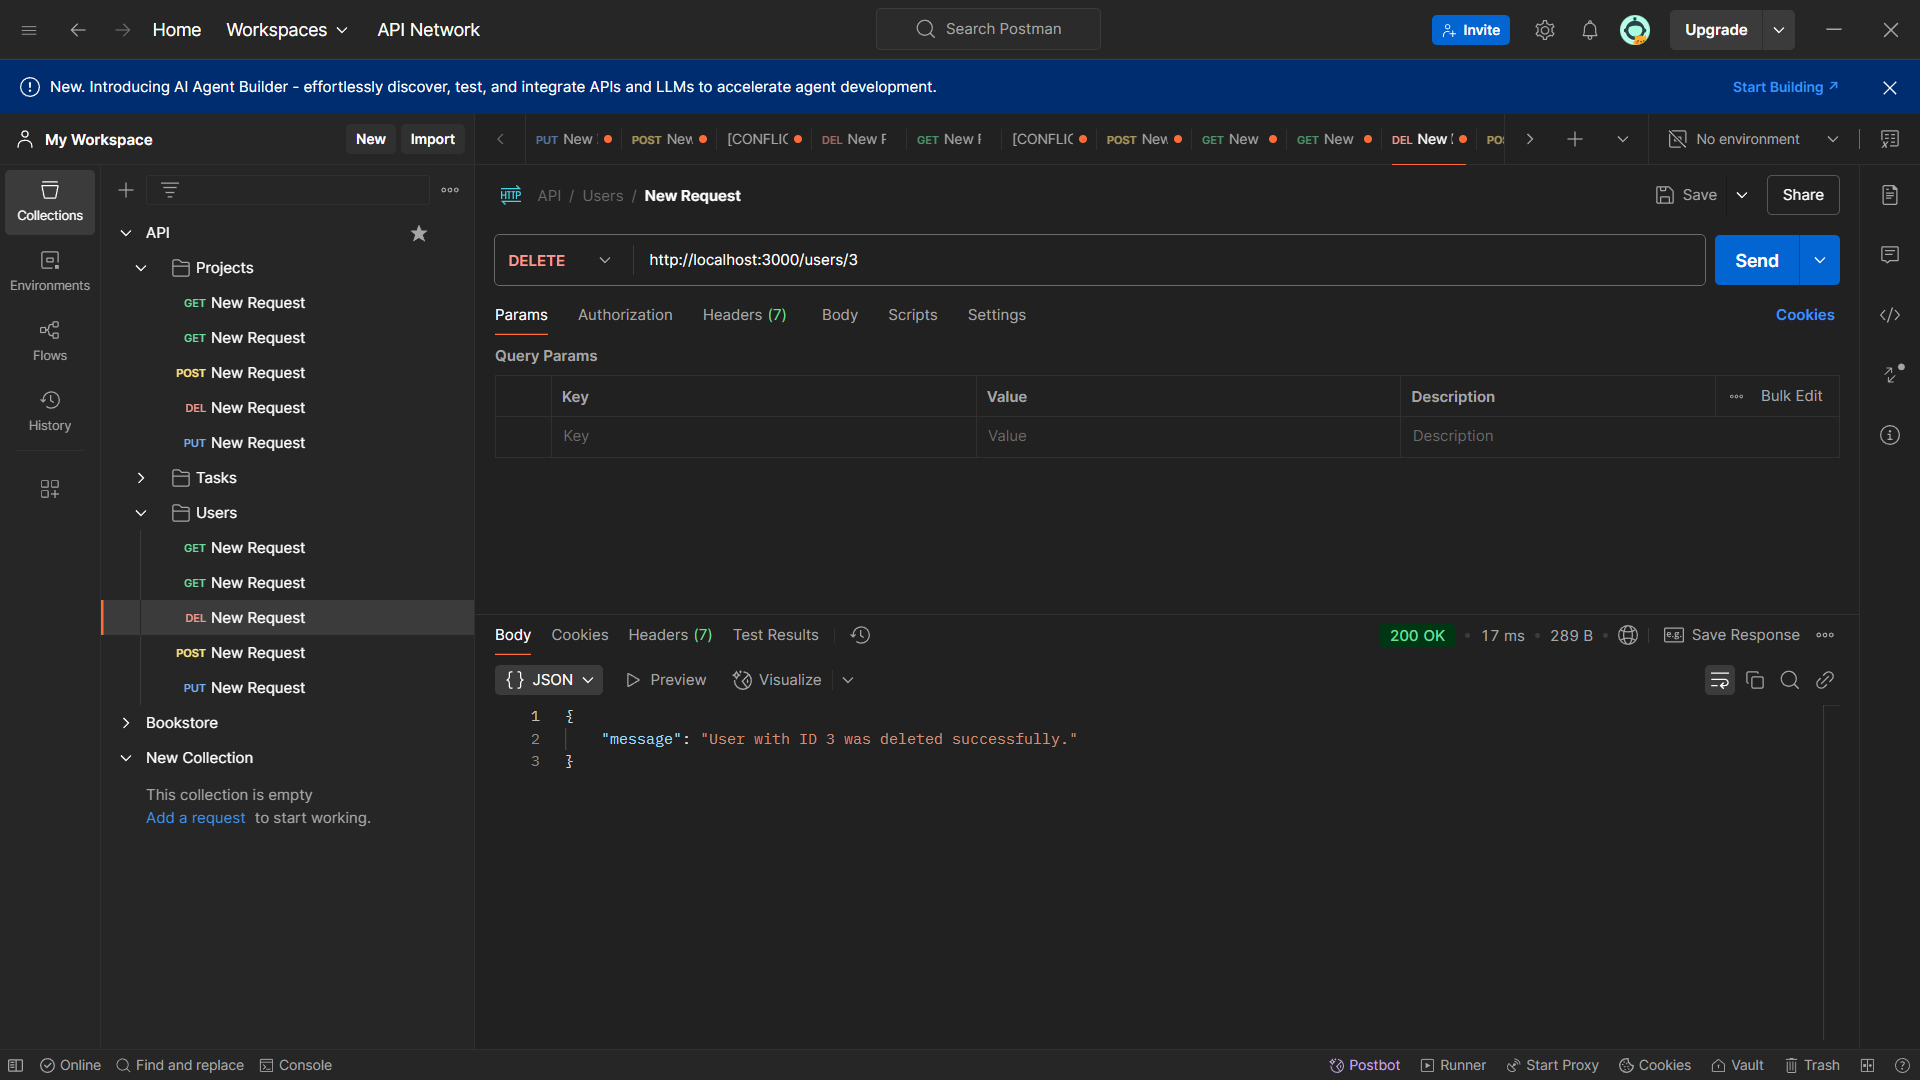 Home Workspaces API Network Search Postman Invite Upgrade
New. Introducing AI Agent Builder - effortlessly discover, test, and integrate APIs and LLMs to accelerate agent development. Start Building
My Workspace New Import
PUT New POST New [CONFLIC DEL New GET New [CONFLIC POST New GET New GET New DEL New No environment
Collections
Environments
Flows
History
API
Projects
GET New Request
GET New Request
POST New Request
DEL New Request
PUT New Request
Tasks
Users
GET New Request
GET New Request
DEL New Request
POST New Request
PUT New Request
Bookstore
New Collection
This collection is empty
Add a request to start working.
HTTP API / Users / New Request Save Share
DELETE http://localhost:3000/users/3 Send
Params Authorization Headers (7) Body Scripts Settings Cookies
Query Params
Key Value Description Bulk Edit
Key Value Description
Body Cookies Headers (7) Test Results 200 OK 17 ms 289 B e.g. Save Response
{} JSON Preview Visualize
1 {
2 "message": "User with ID 3 was deleted successfully."
3 }
Online Find and replace Console Postbot Runner Start Proxy Cookies Vault Trash